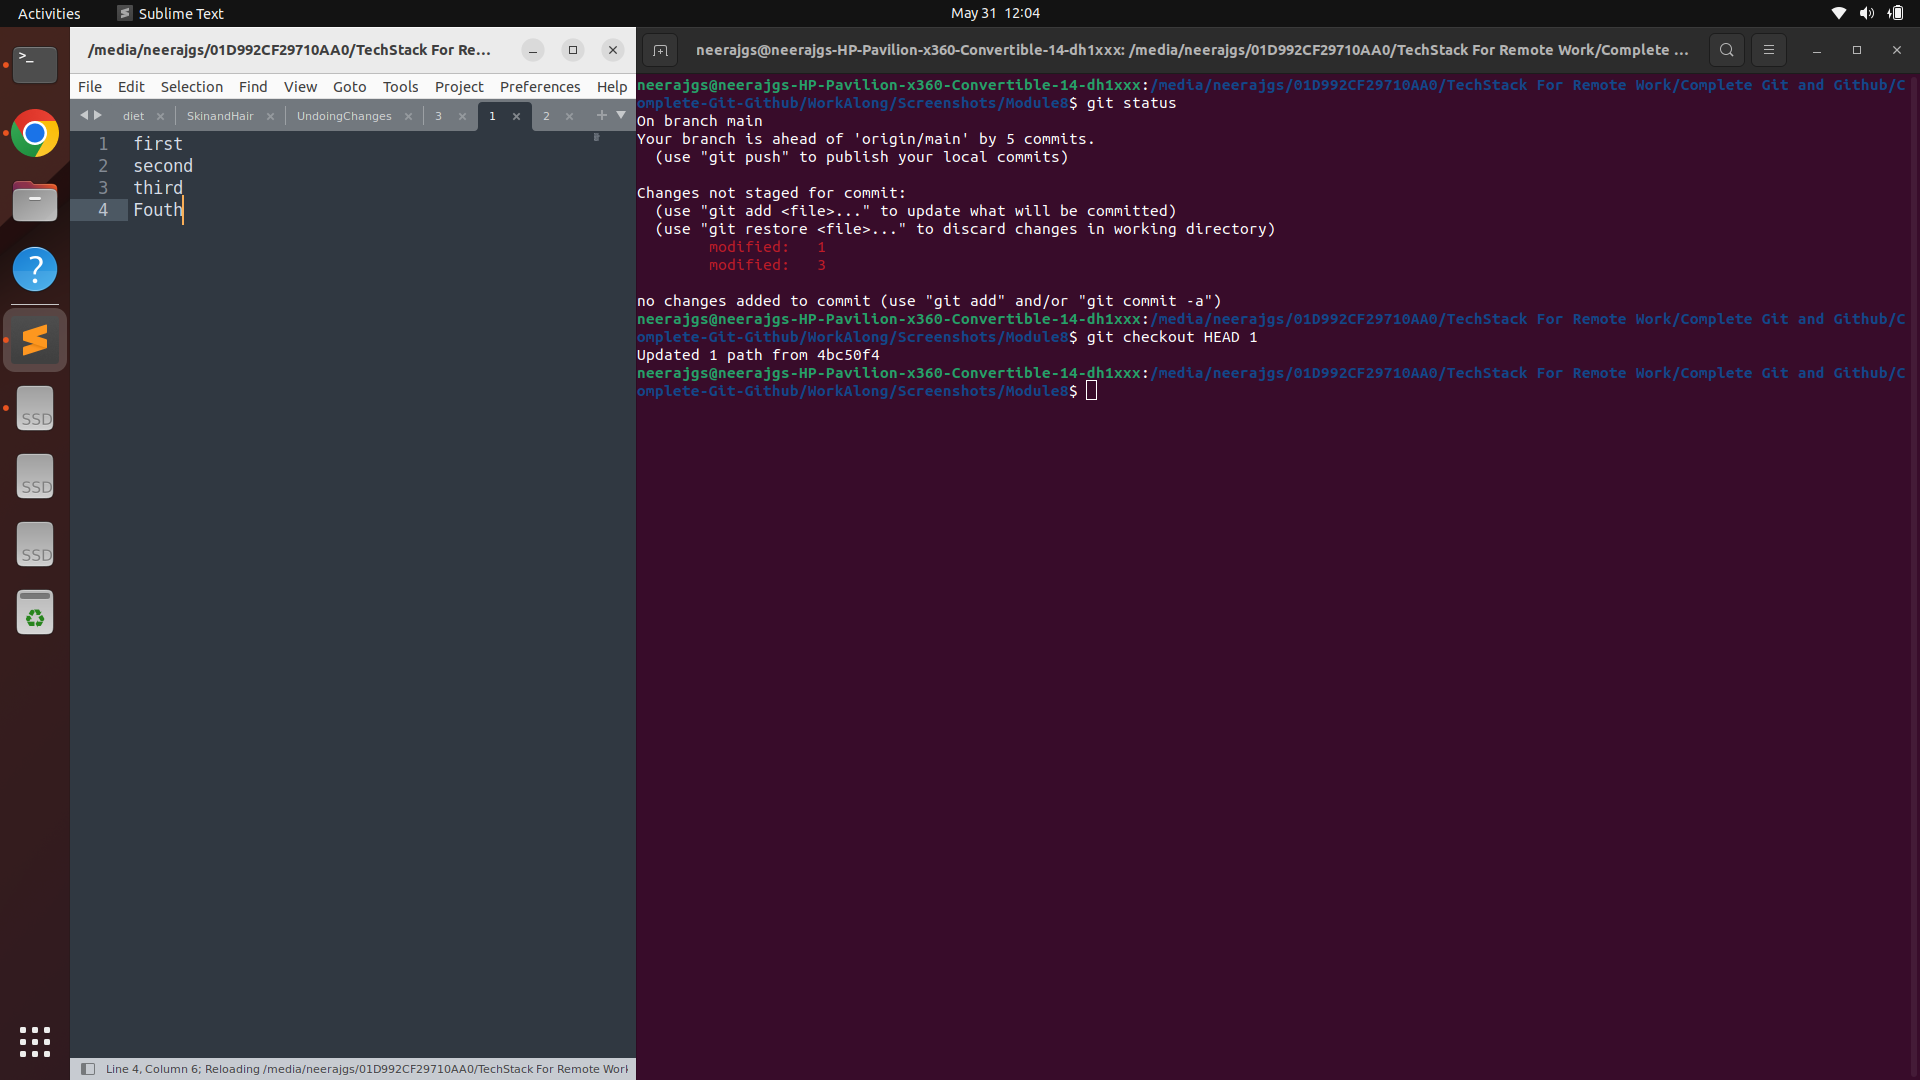 Activities Sublime Text May 31 12:04
/media/neerajgs/01D992CF29710AA0/TechStack For Re...
File Edit Selection Find View Goto Tools Project Preferences Help
diet SkinandHair UndoingChanges 3 1 2
1 first
2 second
3 third
4 Fouth
SSD
SSD
SSD
Line 4, Column 6; Reloading /media/neerajgs/01D992CF29710AA0/TechStack For Remote Work
neerajgs@neerajgs-HP-Pavilion-x360-Convertible-14-dh1xxx: /media/neerajgs/01D992CF29710AA0/TechStack For Remote Work/Complete ...
neerajgs@neerajgs-HP-Pavilion-x360-Convertible-14-dh1xxx:/media/neerajgs/01D992CF29710AA0/TechStack For Remote Work/Complete Git and Github/C
omplete-Git-Github/WorkAlong/Screenshots/Module8$ git status
On branch main
Your branch is ahead of 'origin/main' by 5 commits.
(use "git push" to publish your local commits)
Changes not staged for commit:
(use "git add <file>..." to update what will be committed)
(use "git restore <file>..." to discard changes in working directory)
modified: 1
modified: 3
no changes added to commit (use "git add" and/or "git commit -a")
neerajgs@neerajgs-HP-Pavilion-x360-Convertible-14-dh1xxx:/media/neerajgs/01D992CF29710AA0/TechStack For Remote Work/Complete Git and Github/C
omplete-Git-Github/WorkAlong/Screenshots/Module8$ git checkout HEAD 1
Updated 1 path from 4bc50f4
neerajgs@neerajgs-HP-Pavilion-x360-Convertible-14-dh1xxx:/media/neerajgs/01D992CF29710AA0/TechStack For Remote Work/Complete Git and Github/C
omplete-Git-Github/WorkAlong/Screenshots/Module8$